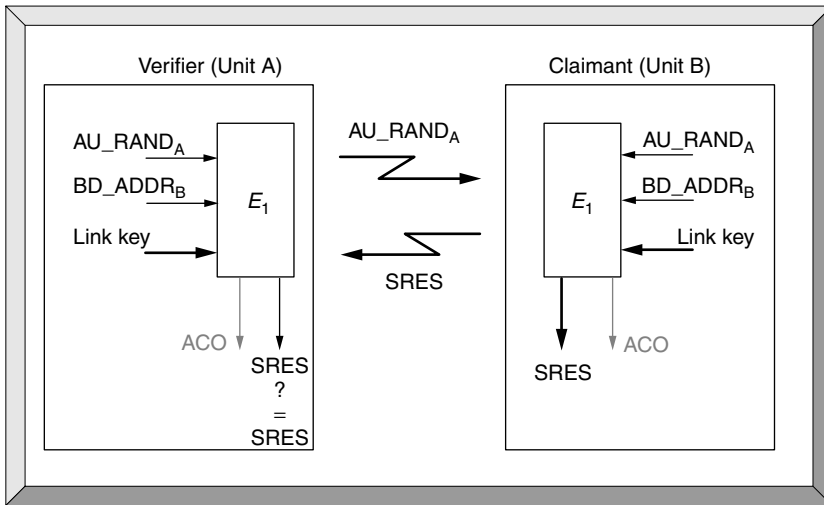 Verifier (Unit A)
AU_RANDA
BD_ADDRB
Link key
E1
ACO
SRES
?
=
SRES
AU_RANDA
SRES
Claimant (Unit B)
AU_RANDA
BD_ADDRB
Link key
E1
SRES
ACO